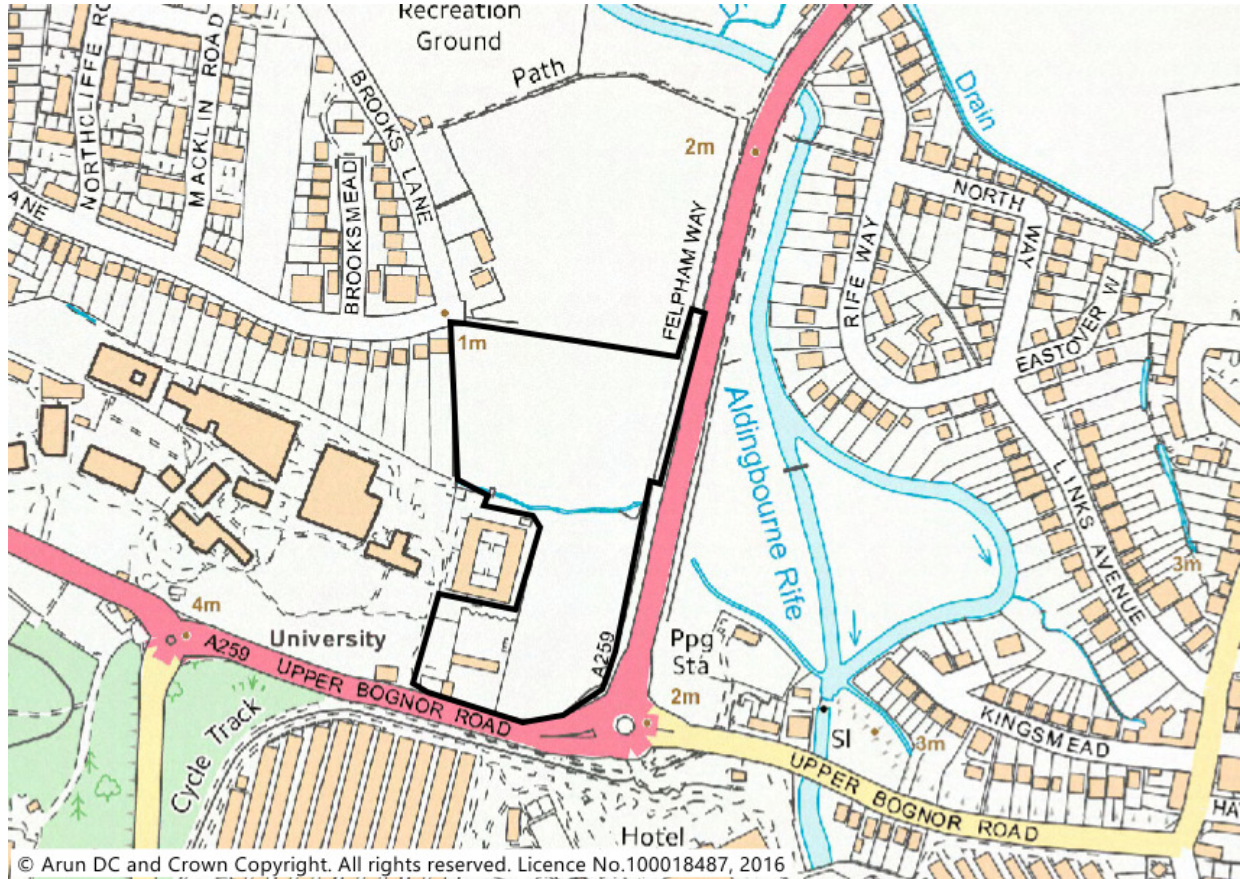 Recreation
Ground
Path
NORTHCLIFFE RO
MACKLIN ROAD
BROOKS LANE
BROOKSMEAD
ANE
2m
FELPHAM WAY
Drain
NORTH WAY
RIFE WAY
EASTOVER W
1m
Aldingbourne Rife
LINKS AVENUE
3m
4m
University
A259
UPPER BOGNOR ROAD
A259
Ppg
Sta
2m
Cycle Track
Sl
3m
KINGSMEAD
UPPER BOGNOR ROAD
HA
Hotel
© Arun DC and Crown Copyright. All rights reserved. Licence No.100018487, 2016